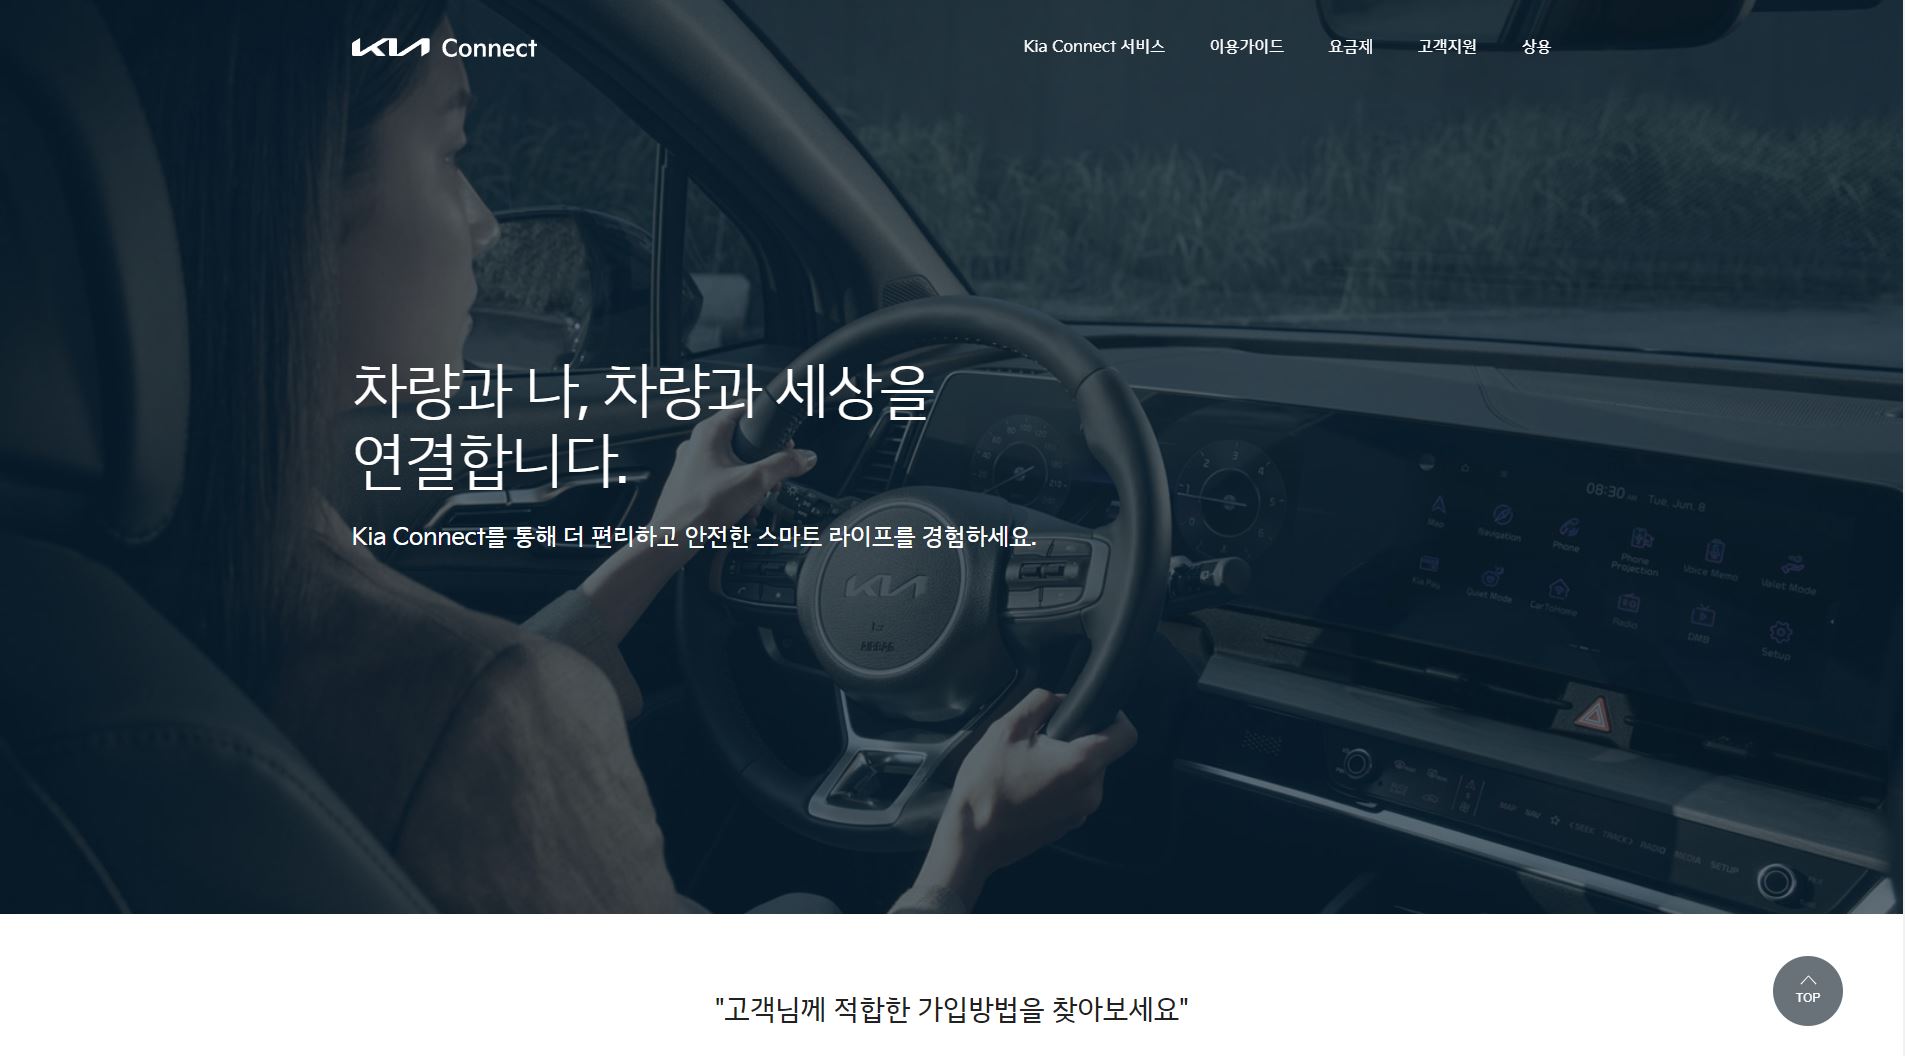 KIA Connect
Kia Connect 서비스 이용가이드 요금제 고객지원 상용
차량과 나, 차량과 세상을
연결합니다.
Kia Connect를 통해 더 편리하고 안전한 스마트 라이프를 경험하세요.
08:30 AM Tue, Jun. 8
Map Navigation Phone Phone Projection Voice Memo Valet Mode
Kia Pay Quiet Mode CarToHome Radio DMB Setup
KIA
MAP NAV ☆ <SEEK TRACK> RADIO MEDIA SETUP
"고객님께 적합한 가입방법을 찾아보세요"
TOP